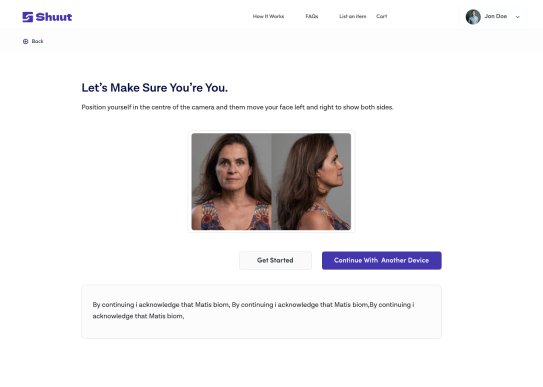 Shuut
How It Works
FAQs
List an item
Cart
Jon Doe
Back
Let's Make Sure You're You.
Position yourself in the centre of the camera and them move your face left and right to show both sides.
Get Started
Continue With Another Device
By continuing i acknowledge that Matis biom, By continuing i acknowledge that Matis biom,By continuing i
acknowledge that Matis biom,